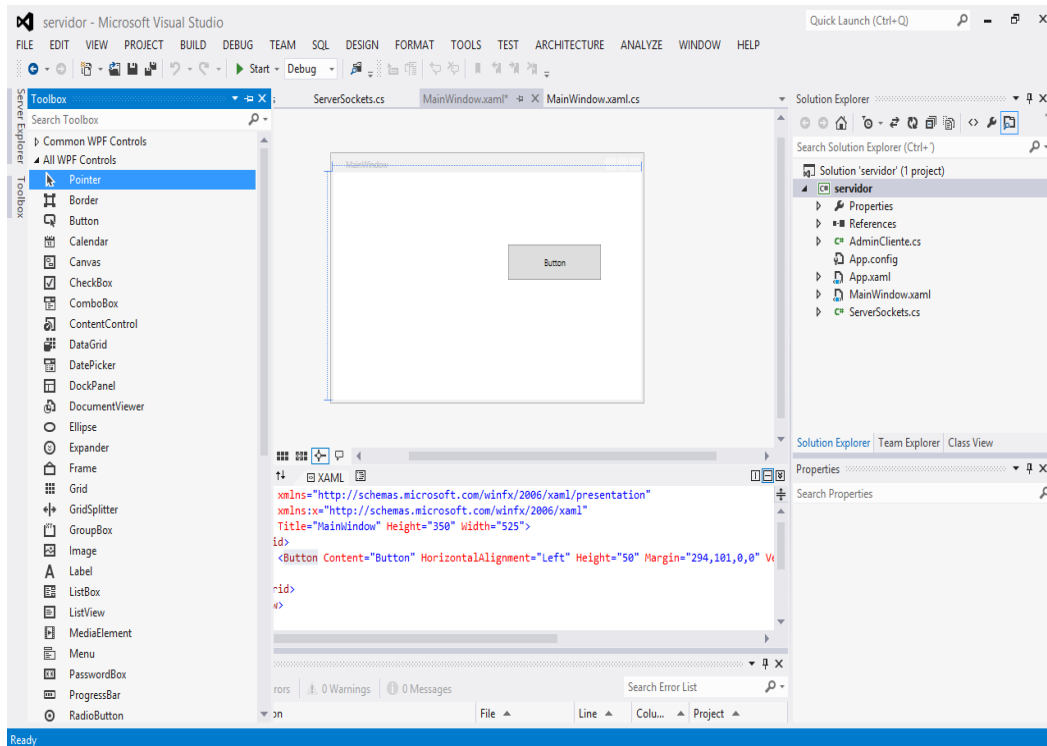 servidor - Microsoft Visual Studio
Quick Launch (Ctrl+Q)
FILE EDIT VIEW PROJECT BUILD DEBUG TEAM SQL DESIGN FORMAT TOOLS TEST ARCHITECTURE ANALYZE WINDOW HELP
Start Debug
Server Explorer
Toolbox
Toolbox
Search Toolbox
Common WPF Controls
All WPF Controls
Pointer
Border
Button
Calendar
Canvas
CheckBox
ComboBox
ContentControl
DataGrid
DatePicker
DockPanel
DocumentViewer
Ellipse
Expander
Frame
Grid
GridSplitter
GroupBox
Image
Label
ListBox
ListView
MediaElement
Menu
PasswordBox
ProgressBar
RadioButton
ServerSockets.cs MainWindow.xaml* MainWindow.xaml.cs
MainWindow
Button
XAML
xmlns="http://schemas.microsoft.com/winfx/2006/xaml/presentation"
xmlns:x="http://schemas.microsoft.com/winfx/2006/xaml"
Title="MainWindow" Height="350" Width="525">
id>
<Button Content="Button" HorizontalAlignment="Left" Height="50" Margin="294,101,0,0" Ve
rid>
w>
rors 0 Warnings 0 Messages
Search Error List
on File Line Colu... Project
Solution Explorer
Search Solution Explorer (Ctrl+´)
Solution 'servidor' (1 project)
servidor
Properties
References
AdminCliente.cs
App.config
App.xaml
MainWindow.xaml
ServerSockets.cs
Solution Explorer Team Explorer Class View
Properties
Search Properties
Ready